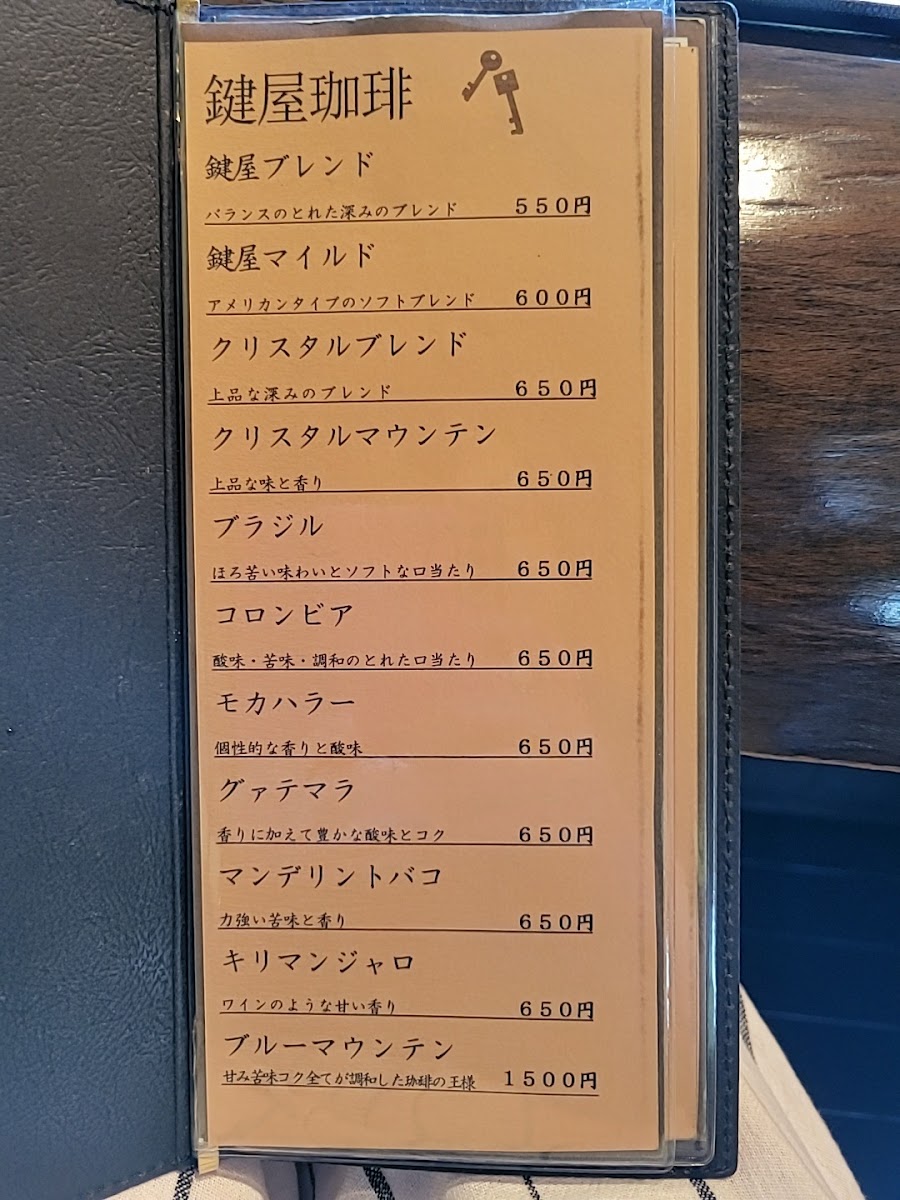 鍵屋珈琲
鍵屋ブレンド
バランスのとれた深みのブレンド ５５０円
鍵屋マイルド
アメリカンタイプのソフトブレンド ６００円
クリスタルブレンド
上品な深みのブレンド ６５０円
クリスタルマウンテン
上品な味と香り ６５０円
ブラジル
ほろ苦い味わいとソフトな口当たり ６５０円
コロンビア
酸味・苦味・調和のとれた口当たり ６５０円
モカハラー
個性的な香りと酸味 ６５０円
グァテマラ
香りに加えて豊かな酸味とコク ６５０円
マンデリントバコ
力強い苦味と香り ６５０円
キリマンジャロ
ワインのような甘い香り ６５０円
ブルーマウンテン
甘み苦味コク全てが調和した珈琲の王様 １５００円